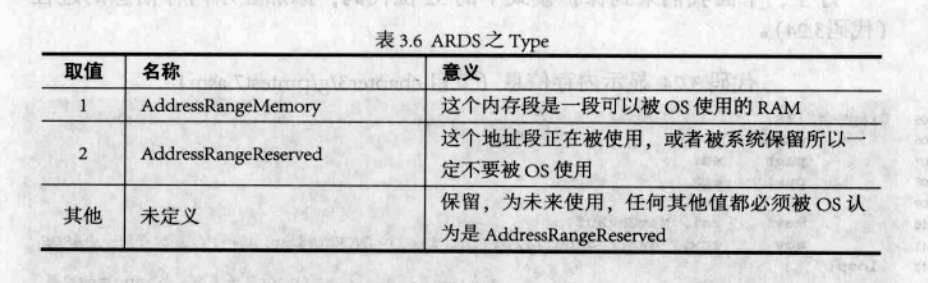 表 3.6 ARDS 之 Type
取值 名称 意义
1 AddressRangeMemory 这个内存段是一段可以被 OS 使用的 RAM
2 AddressRangeReserved 这个地址段正在被使用，或者被系统保留所以一
定不要被 OS 使用
其他 未定义 保留，为未来使用，任何其他值都必须被 OS 认
为是 AddressRangeReserved